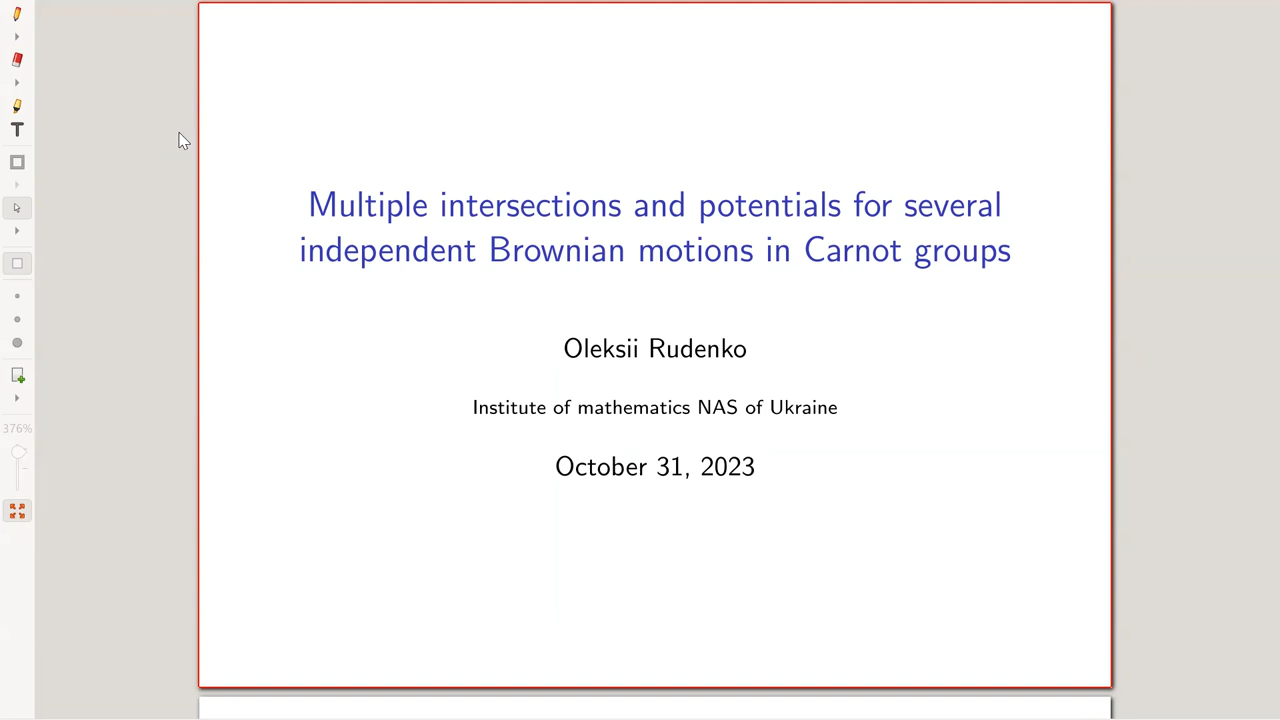 Multiple intersections and potentials for several
independent Brownian motions in Carnot groups
Oleksii Rudenko
Institute of mathematics NAS of Ukraine
October 31, 2023
376%